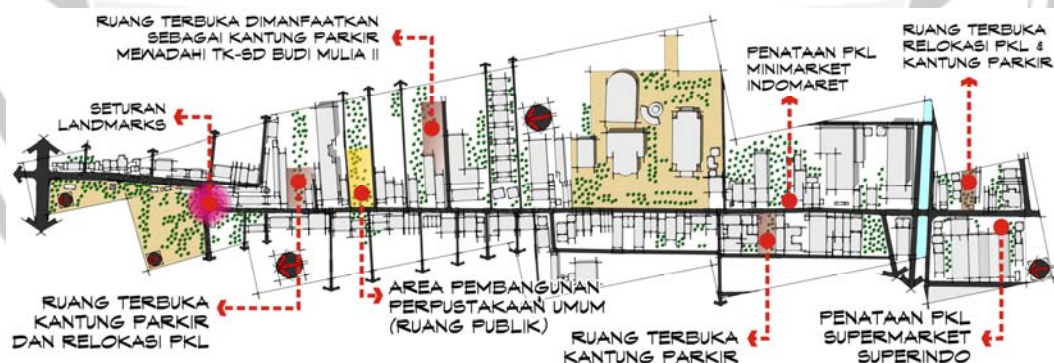 RUANG TERBUKA DIMANFAATKAN
SEBAGAI KANTUNG PARKIR
MEWADAHI TK-SD BUDI MULIA II
SETURAN
LANDMARKS
PENATAAN PKL
MINIMARKET
INDOMARET
RUANG TERBUKA
RELOKASI PKL &
KANTUNG PARKIR
RUANG TERBUKA
KANTUNG PARKIR
DAN RELOKASI PKL
AREA PEMBANGUNAN
PERPUSTAKAAN UMUM
(RUANG PUBLIK)
RUANG TERBUKA
KANTUNG PARKIR
PENATAAN PKL
SUPERMARKET
SUPERINDO